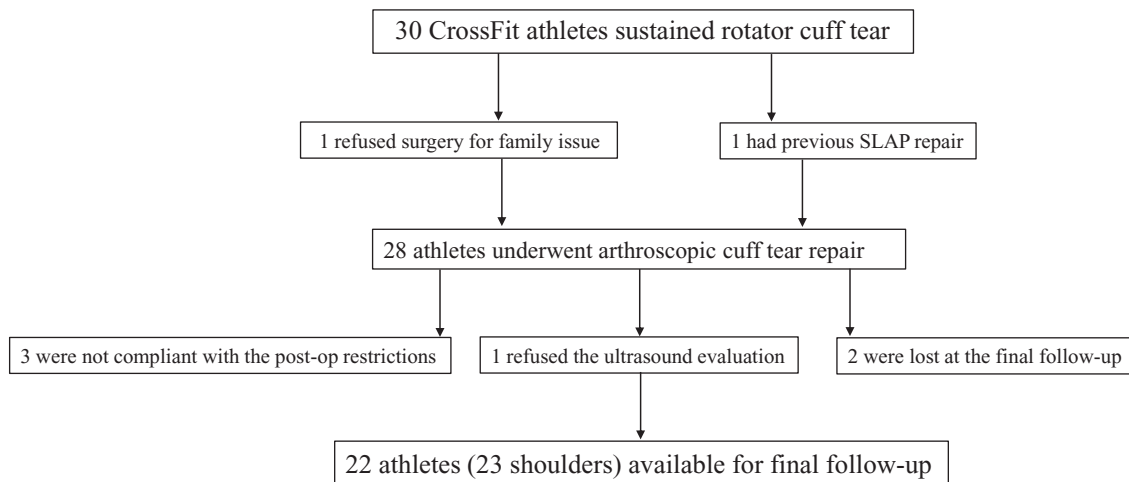 30 CrossFit athletes sustained rotator cuff tear
1 refused surgery for family issue
1 had previous SLAP repair
28 athletes underwent arthroscopic cuff tear repair
3 were not compliant with the post-op restrictions
1 refused the ultrasound evaluation
2 were lost at the final follow-up
22 athletes (23 shoulders) available for final follow-up